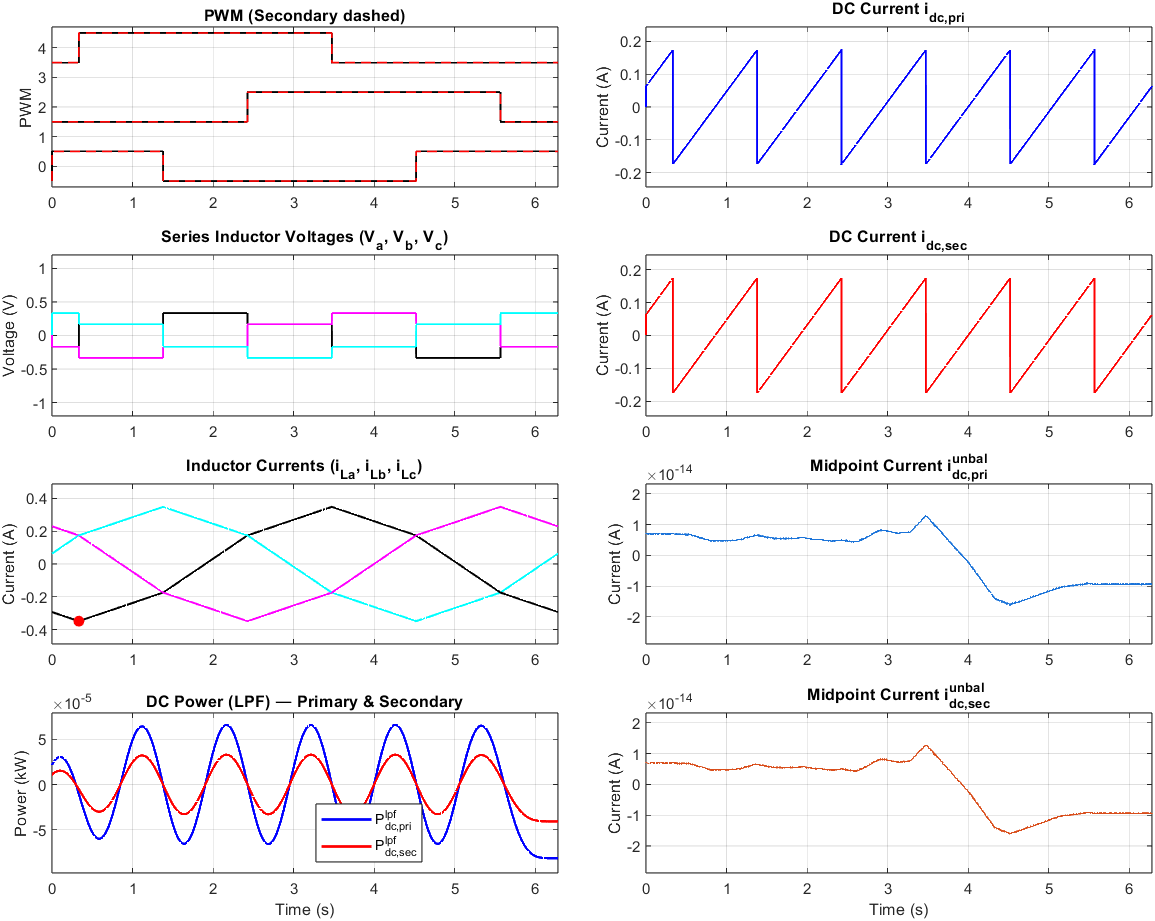 PWM (Secondary dashed)
PWM
4
3
2
1
0
0 1 2 3 4 5 6
DC Current i_dc,pri
Current (A)
0.2
0.1
0
-0.1
-0.2
0 1 2 3 4 5 6
Series Inductor Voltages (V_a, V_b, V_c)
Voltage (V)
1
0.5
0
-0.5
-1
0 1 2 3 4 5 6
DC Current i_dc,sec
Current (A)
0.2
0.1
0
-0.1
-0.2
0 1 2 3 4 5 6
Inductor Currents (i_La, i_Lb, i_Lc)
Current (A)
0.4
0.2
0
-0.2
-0.4
0 1 2 3 4 5 6
Midpoint Current i^unbal_dc,pri
×10^-14
Current (A)
2
1
0
-1
-2
0 1 2 3 4 5 6
DC Power (LPF) — Primary & Secondary
×10^-5
Power (kW)
5
0
-5
P^lpf_dc,pri
P^lpf_dc,sec
0 1 2 3 4 5 6
Time (s)
Midpoint Current i^unbal_dc,sec
×10^-14
Current (A)
2
1
0
-1
-2
0 1 2 3 4 5 6
Time (s)